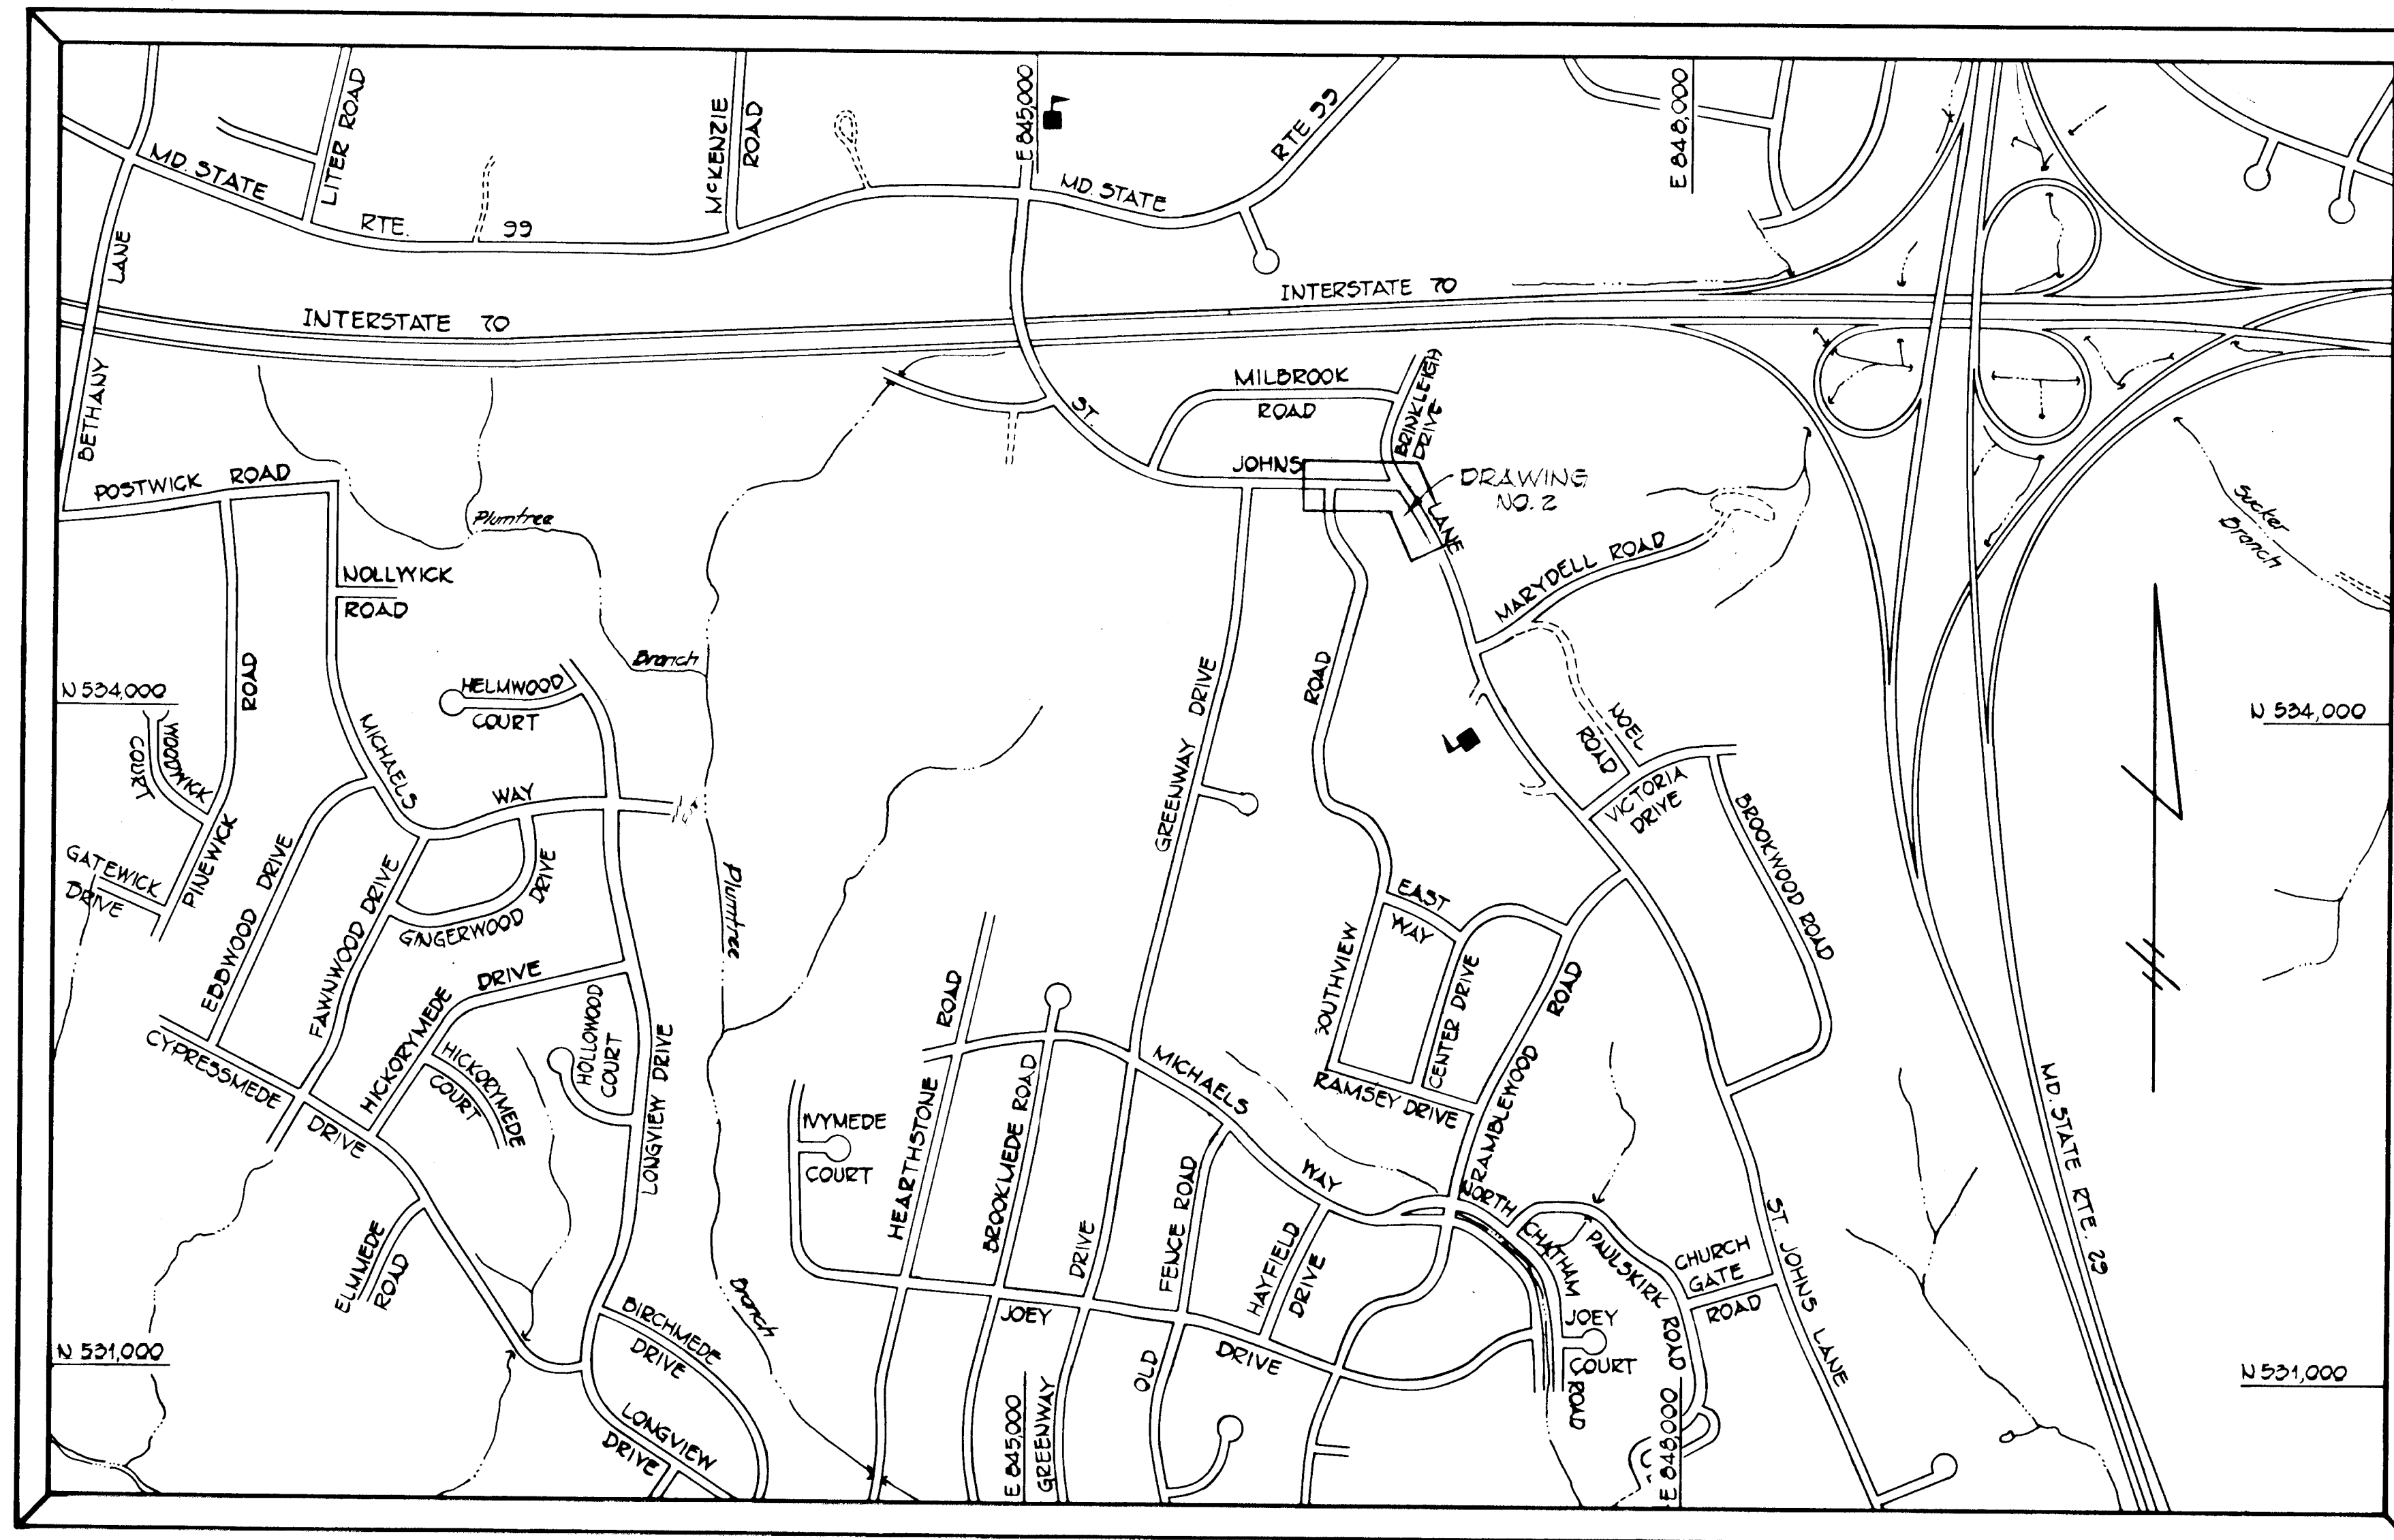 MD. STATE
RTE. 99
LITER ROAD
McKENZIE
ROAD
E 845,000
MD. STATE
RTE 99
E 848,000
LANE
BETHANY
INTERSTATE 70
INTERSTATE 70
MILBROOK
ROAD
BRINKLEIGH
DRIVE
ST.
JOHNS
LANE
DRAWING
NO. 2
POSTWICK ROAD
Plumtree
Branch
NOLLWICK
ROAD
MARYDELL ROAD
Sucker
Branch
N 534,000
N 534,000
ROAD
PINEWICK
WOODWICK
COURT
GATEWICK
DRIVE
HELMWOOD
COURT
MICHAELS
WAY
GREENWAY DRIVE
ROAD
NOEL
ROAD
VICTORIA
DRIVE
BROOKWOOD ROAD
EBBWOOD DRIVE
FAWNWOOD DRIVE
GINGERWOOD DRIVE
Plumtree
EAST
WAY
SOUTHVIEW
CENTER DRIVE
ROAD
RAMBLEWOOD
RAMSEY DRIVE
HICKORYMEDE DRIVE
HICKORYMEDE
COURT
HOLLOWOOD
COURT
LONGVIEW DRIVE
CYPRESSMEDE
DRIVE
ROAD
HEARTHSTONE
BROOKMEDE ROAD
MICHAELS
WAY
IVYMEDE
COURT
DRIVE
FENCE ROAD
HAYFIELD
DRIVE
NORTH
CHATHAM
PAULSKIRK ROAD
CHURCH
GATE
ROAD
ST. JOHNS LANE
MD. STATE RTE. 29
ELMMEDE
ROAD
BIRCHMEDE
DRIVE
Branch
JOEY
DRIVE
OLD
JOEY
COURT
ROAD
N 531,000
N 531,000
LONGVIEW
DRIVE
E 845,000
GREENWAY
E 848,000